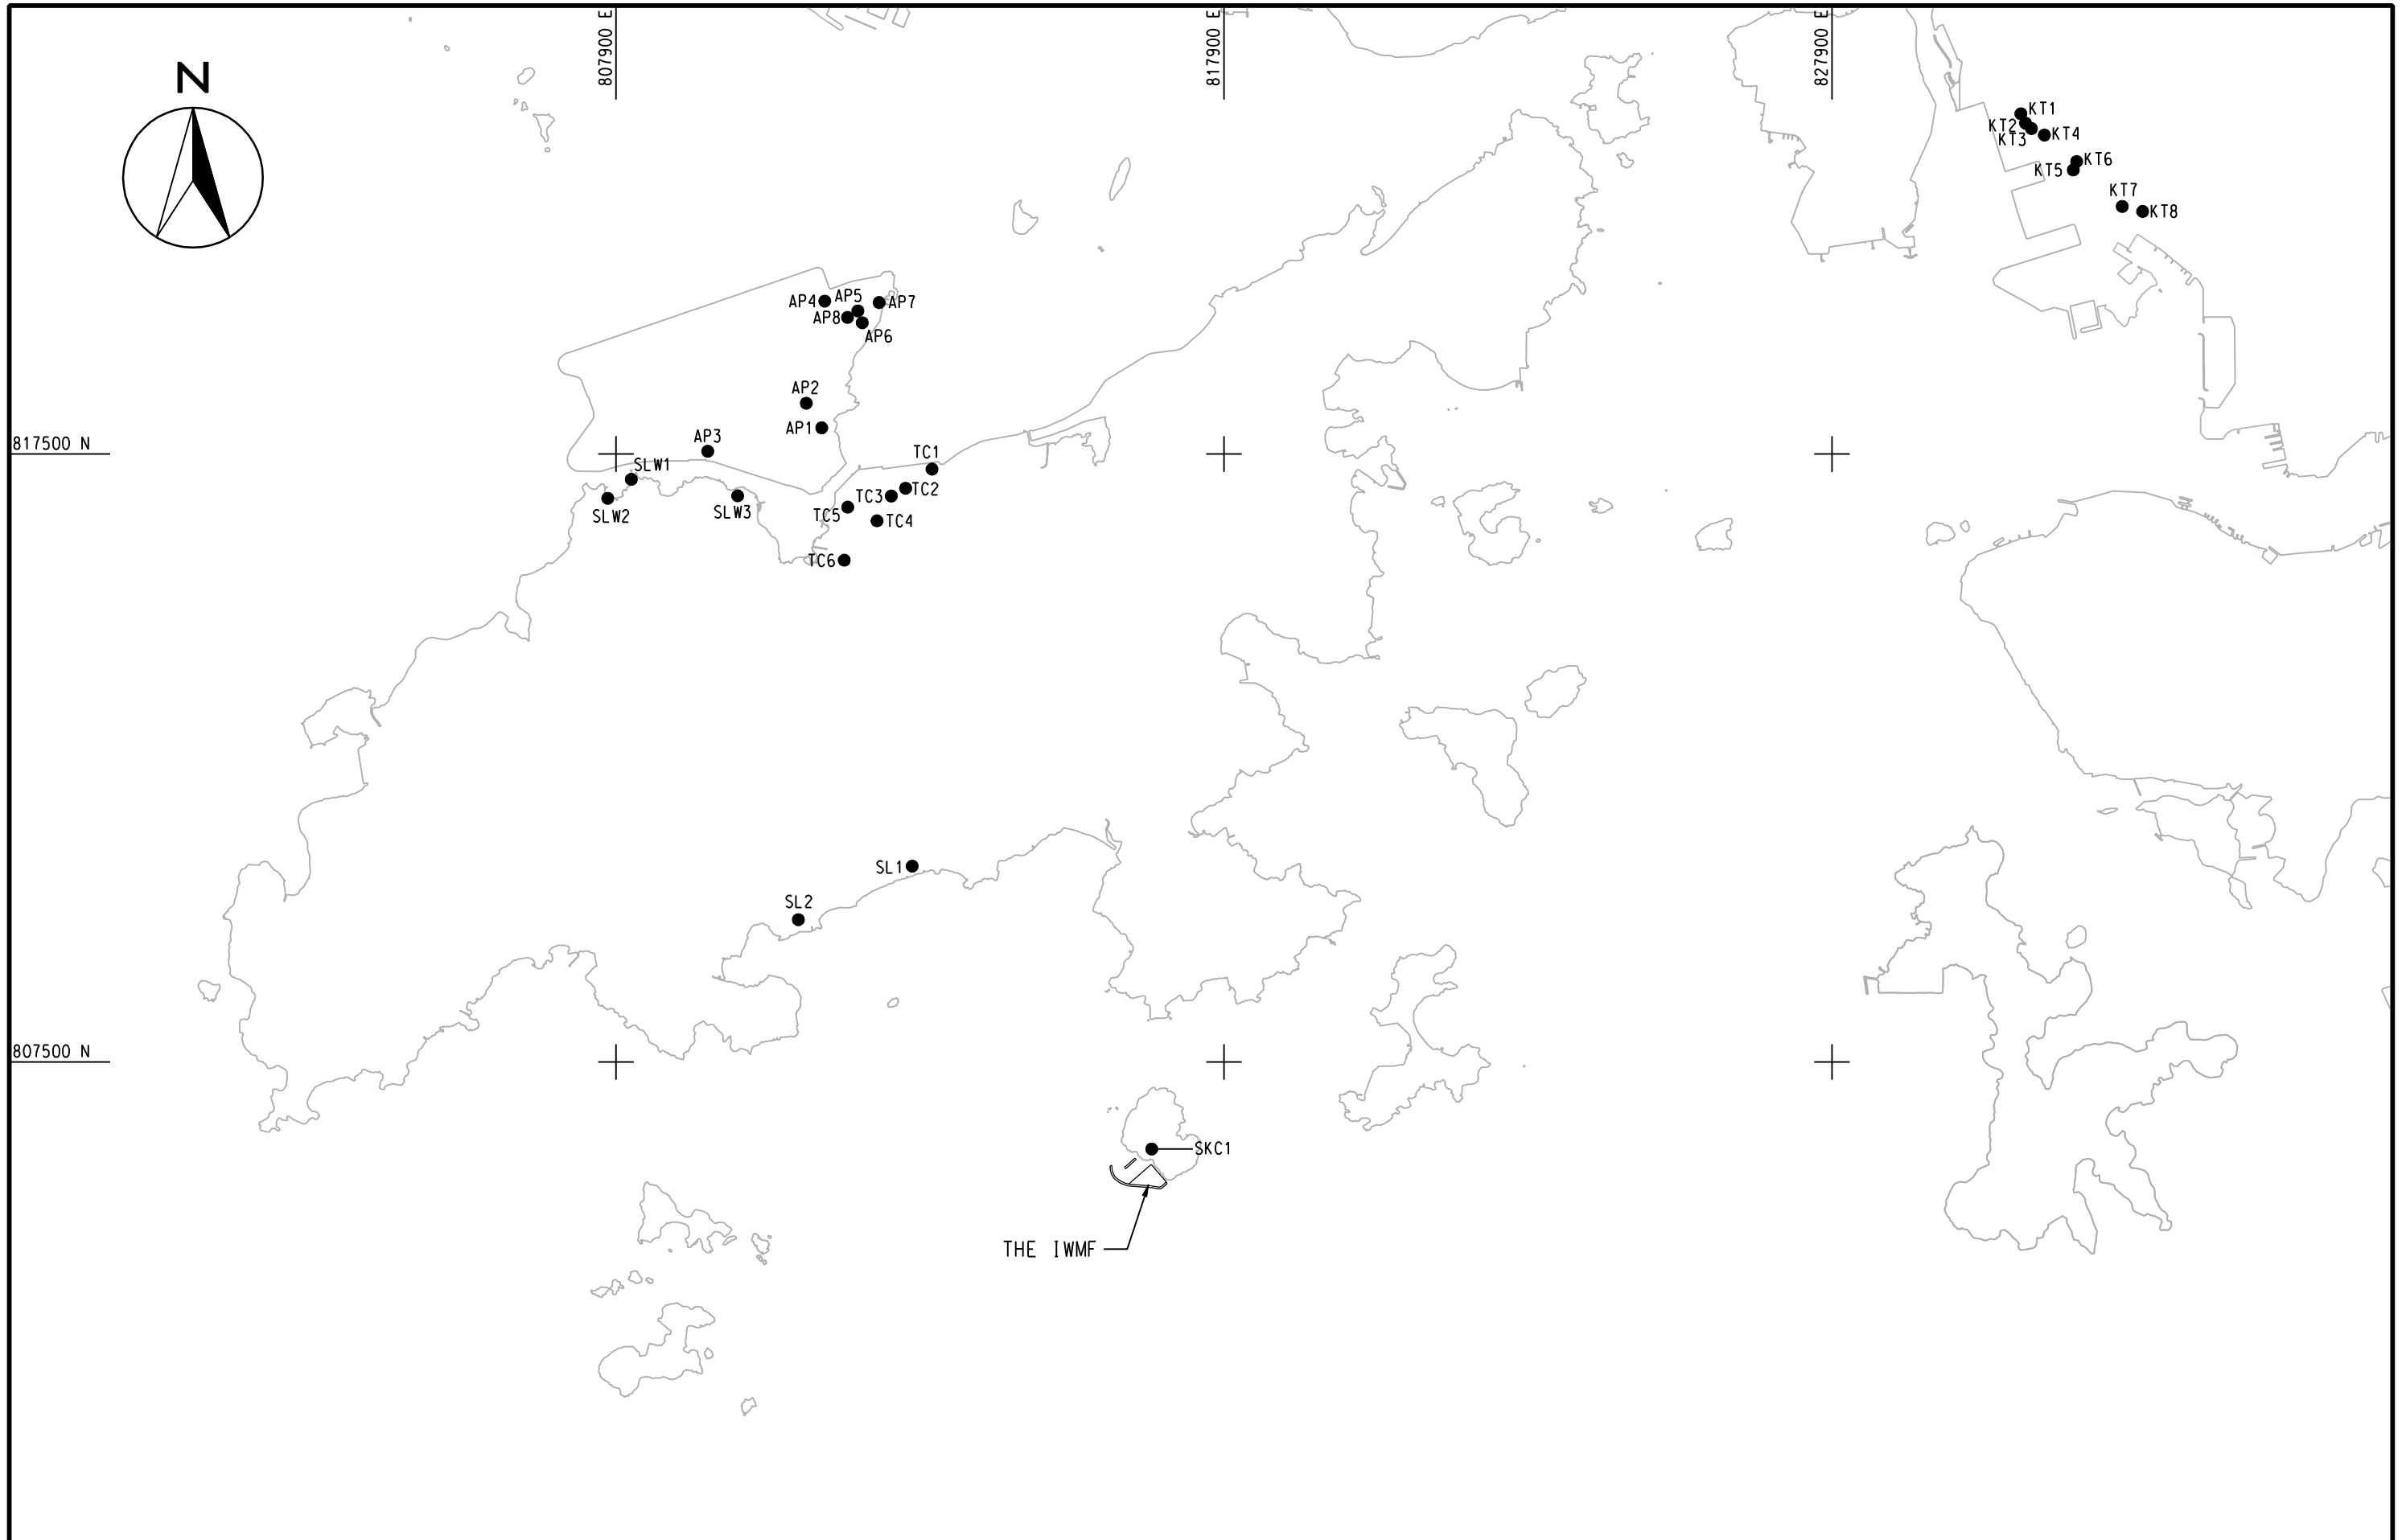 807900 E
817900 E
827900 E
N
KT1
KT2
KT3
KT4
KT6
KT5
KT7
KT8
AP4
AP5
AP7
AP8
AP6
AP2
AP1
AP3
817500 N
TC1
SLW1
TC2
TC3
SLW2
SLW3
TC5
TC4
TC6
SL1
SL2
807500 N
SKC1
THE IWMF